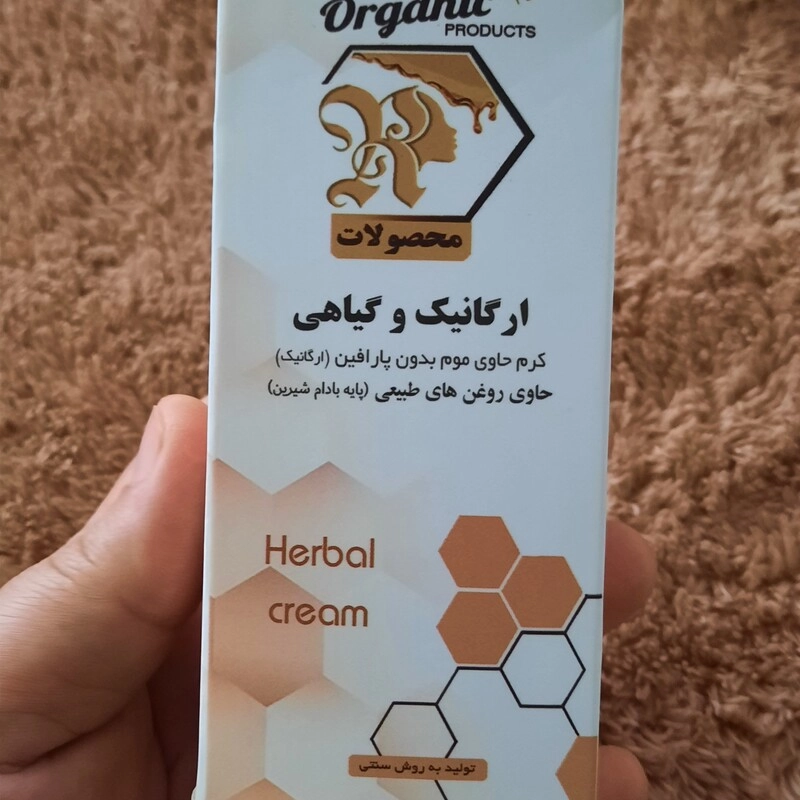 Organic
PRODUCTS
محصولات
ارگانیک و گیاهی
کرم حاوی موم بدون پارافین (ارگانیک)
حاوی روغن های طبیعی (پایه بادام شیرین)
Herbal
cream
تولید به روش سنتی